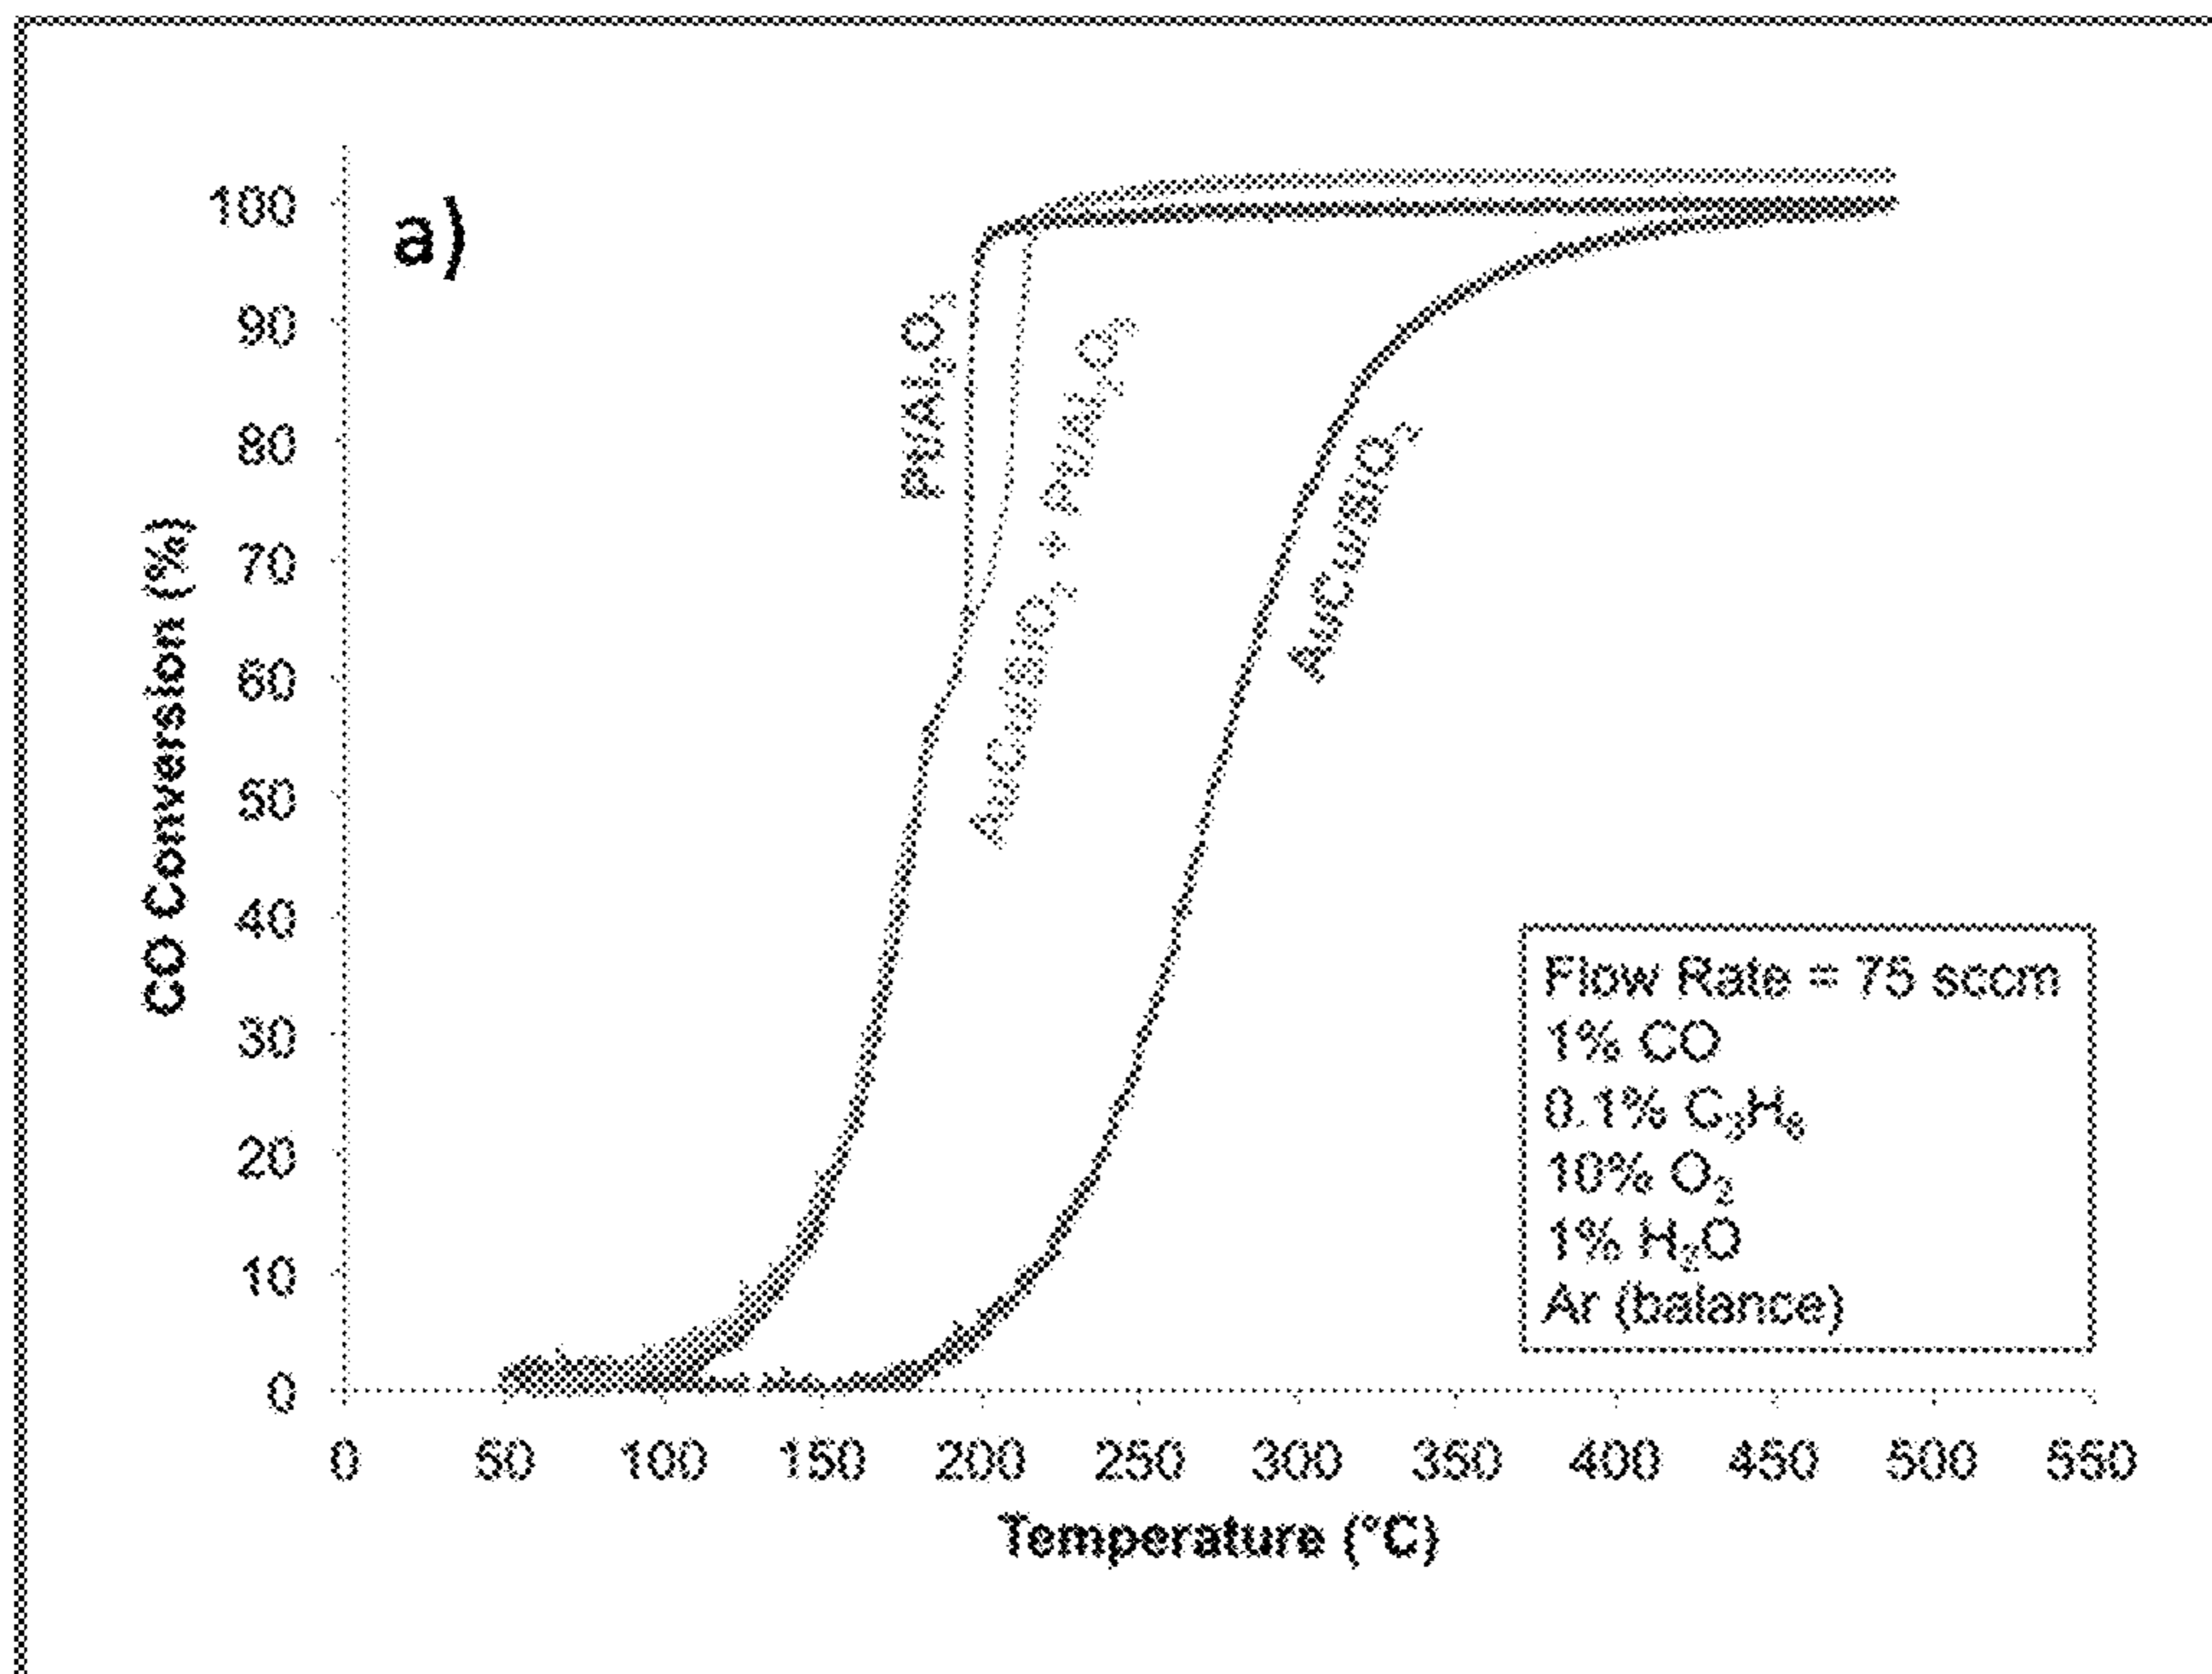 a)
CO Conversion (%)
100
90
80
70
60
50
40
30
20
10
0
Pt/Al₂O₃
AuCu/SiO₂ + Pt/Al₂O₃
AuCu/SiO₂
Flow Rate = 75 sccm
1% CO
0.1% C₃H₈
10% O₂
1% H₂O
Ar (balance)
0 50 100 150 200 250 300 350 400 450 500 550
Temperature (°C)